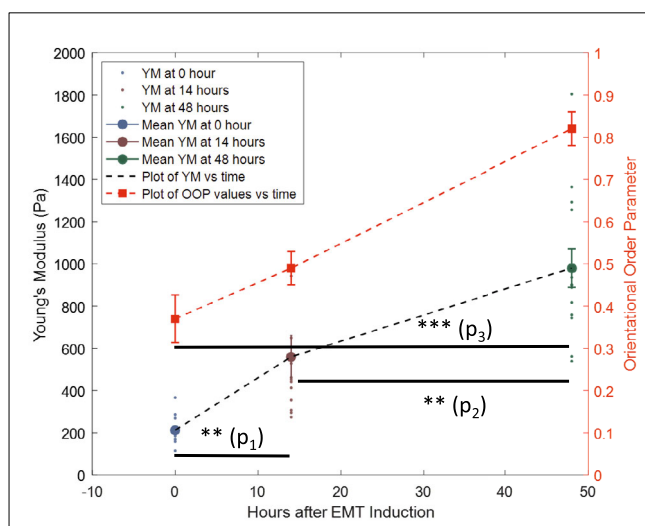 2000
1800
1600
1400
1200
1000
800
600
400
200
0
Young's Modulus (Pa)
YM at 0 hour
YM at 14 hours
YM at 48 hours
Mean YM at 0 hour
Mean YM at 14 hours
Mean YM at 48 hours
Plot of YM vs time
Plot of OOP values vs time
*** (p₃)
** (p₂)
** (p₁)
1
0.9
0.8
0.7
0.6
0.5
0.4
0.3
0.2
0.1
0
Orientational Order Parameter
-10 0 10 20 30 40 50
Hours after EMT Induction